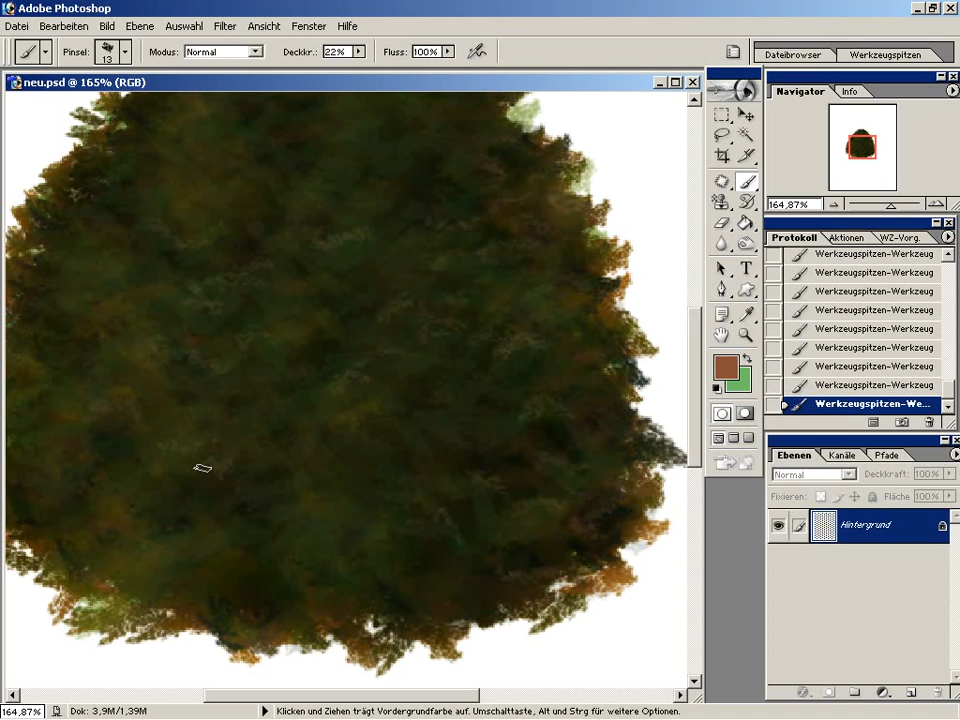 Adobe Photoshop
Datei Bearbeiten Bild Ebene Auswahl Filter Ansicht Fenster Hilfe
Pinsel: 13 Modus: Normal Deckkr.: 22% Fluss: 100% Dateibrowser Werkzeugspitzen
neu.psd @ 165% (RGB)
Navigator Info
164,87%
Protokoll Aktionen WZ-Vorg.
Werkzeugspitzen-Werkzeug
Werkzeugspitzen-Werkzeug
Werkzeugspitzen-Werkzeug
Werkzeugspitzen-Werkzeug
Werkzeugspitzen-Werkzeug
Werkzeugspitzen-Werkzeug
Werkzeugspitzen-Werkzeug
Werkzeugspitzen-Werkzeug
Werkzeugspitzen-We...
Ebenen Kanäle Pfade
Normal Deckkraft: 100%
Fixieren: Fläche 100%
Hintergrund
164,87% Dok: 3,9M/1,39M Klicken und Ziehen trägt Vordergrundfarbe auf. Umschalttaste, Alt und Strg für weitere Optionen.